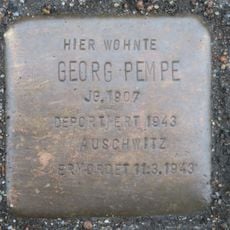 HIER WOHNTE
GEORG PEMPE
JG. 1907
DEPORTIERT 1943
AUSCHWITZ
ERMORDET 11.3.1943